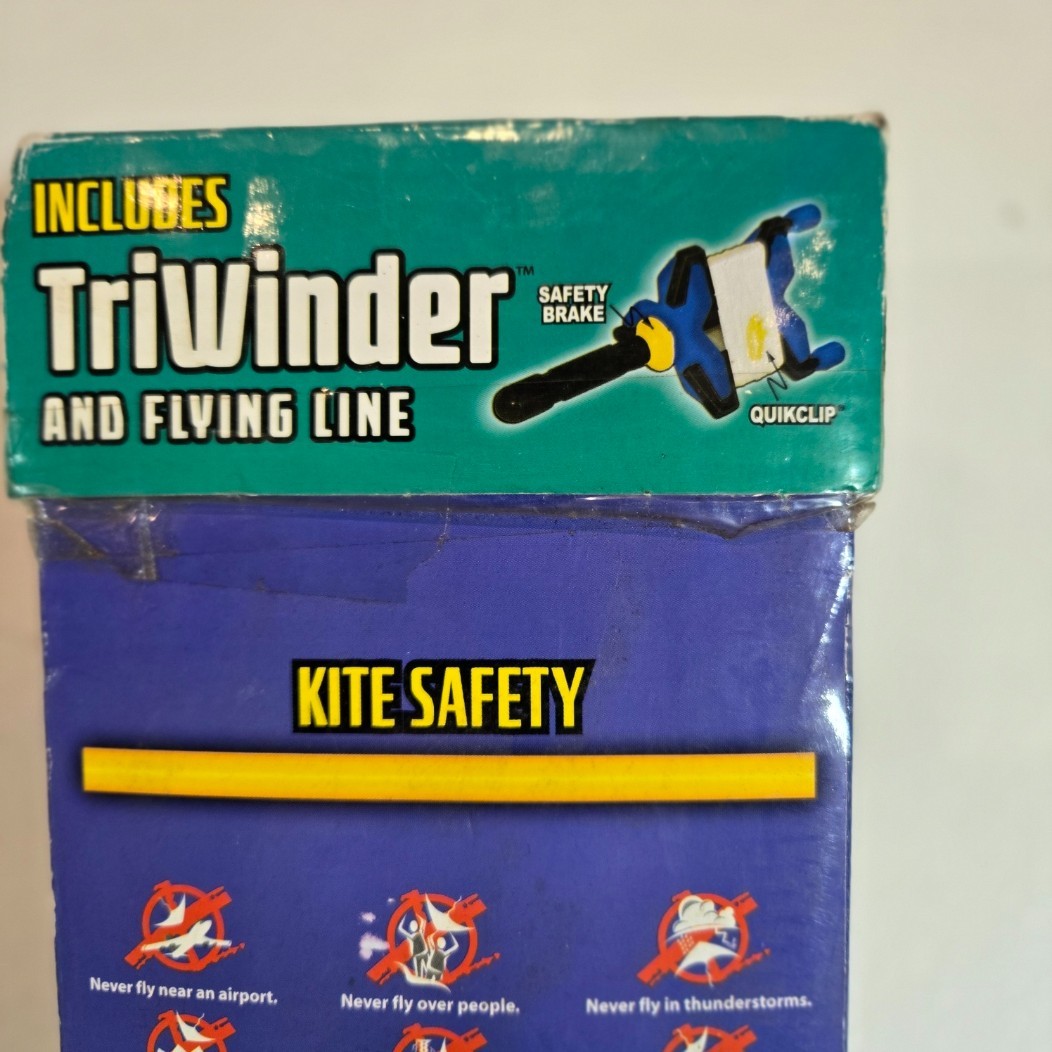 INCLUDES
TriWinder™
AND FLYING LINE
SAFETY
BRAKE
QUIKCLIP™
KITE SAFETY
Never fly near an airport.
Never fly over people.
Never fly in thunderstorms.